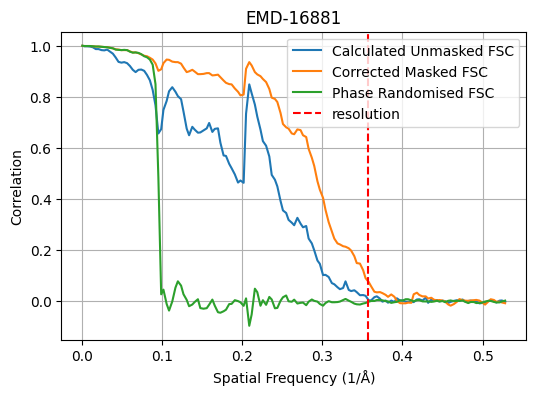 EMD-16881
Calculated Unmasked FSC
Corrected Masked FSC
Phase Randomised FSC
resolution
Correlation
1.0
0.8
0.6
0.4
0.2
0.0
0.0 0.1 0.2 0.3 0.4 0.5
Spatial Frequency (1/Å)